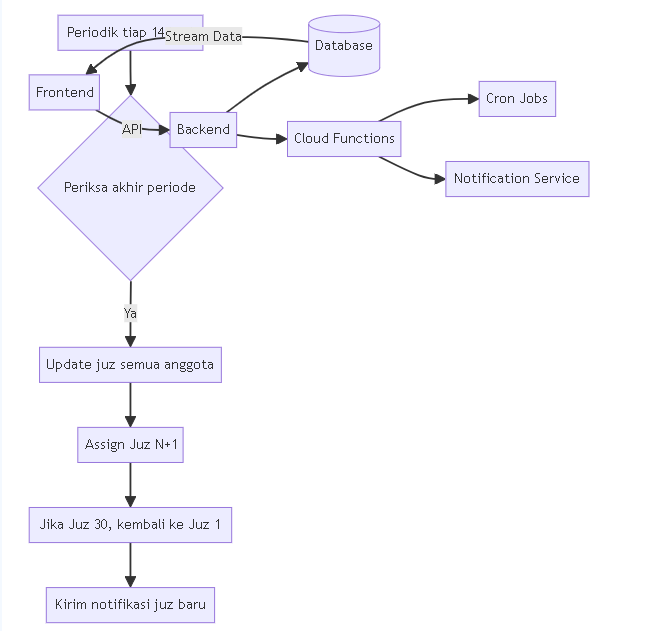 Periodik tiap 14
Stream Data
Database
Frontend
API
Backend
Cloud Functions
Cron Jobs
Notification Service
Periksa akhir periode
Ya
Update juz semua anggota
Assign Juz N+1
Jika Juz 30, kembali ke Juz 1
Kirim notifikasi juz baru